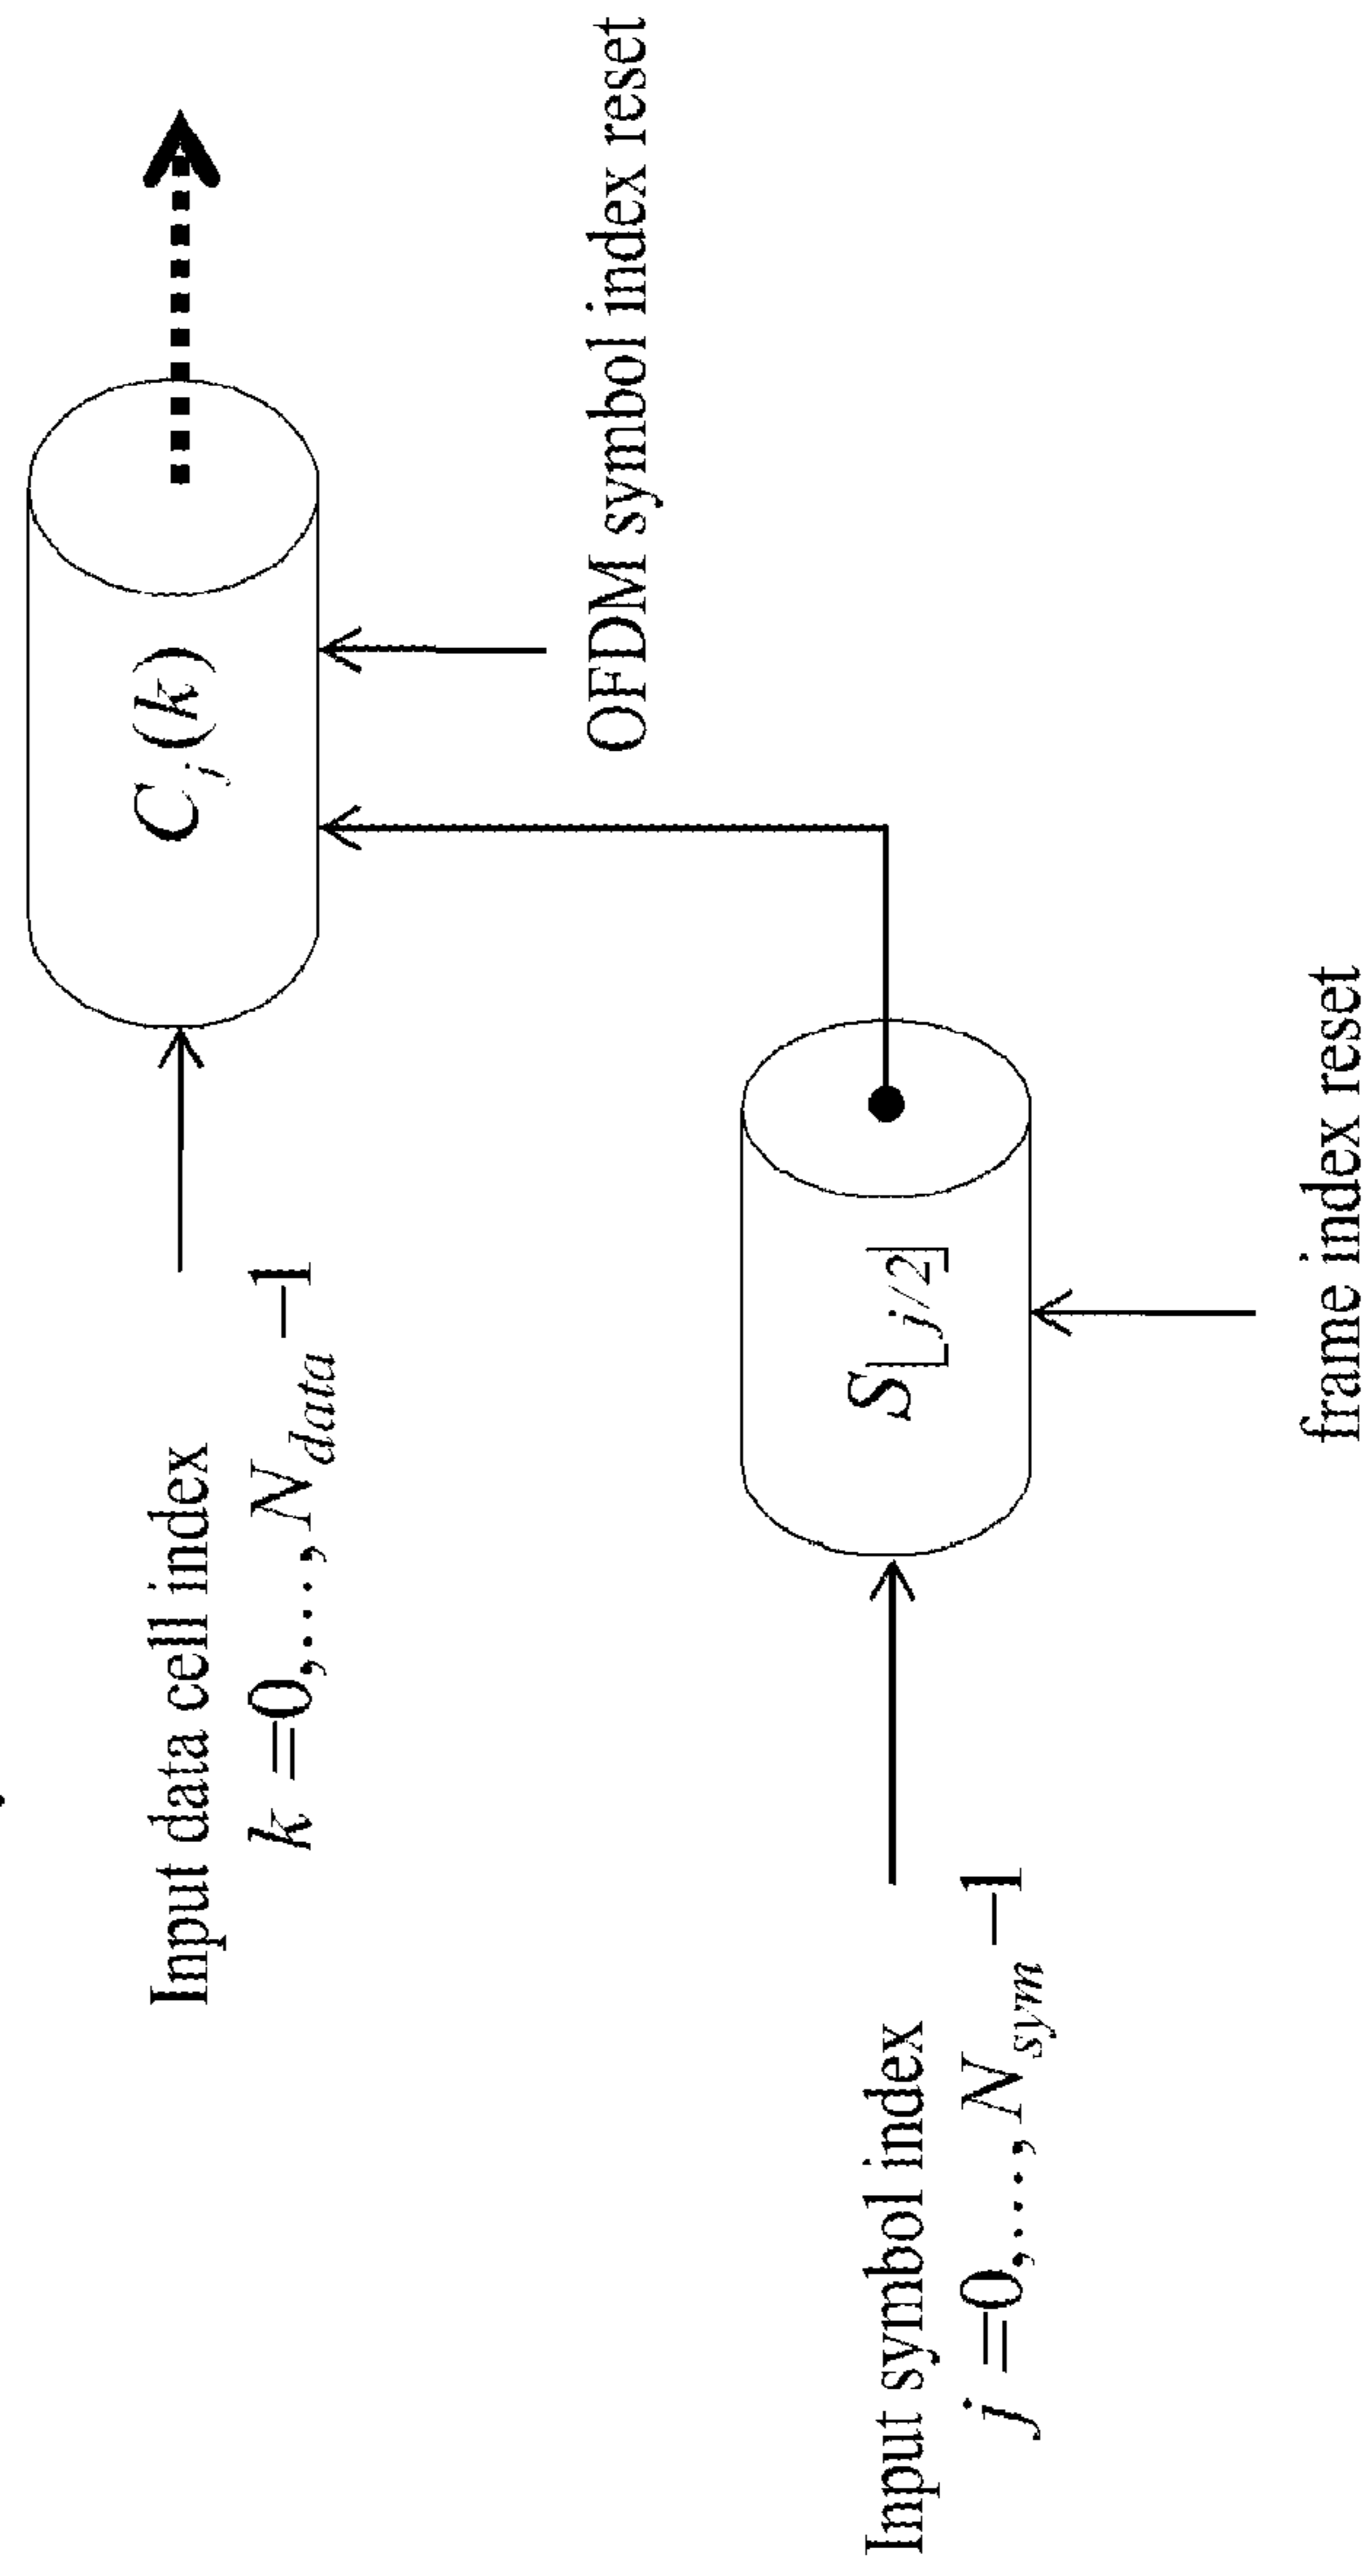 Input data cell index
k =0,...,N_data −1
C_j(k)
OFDM symbol index reset
Input symbol index
j =0,...,N_sym −1
S_⌊j/2⌋
frame index reset